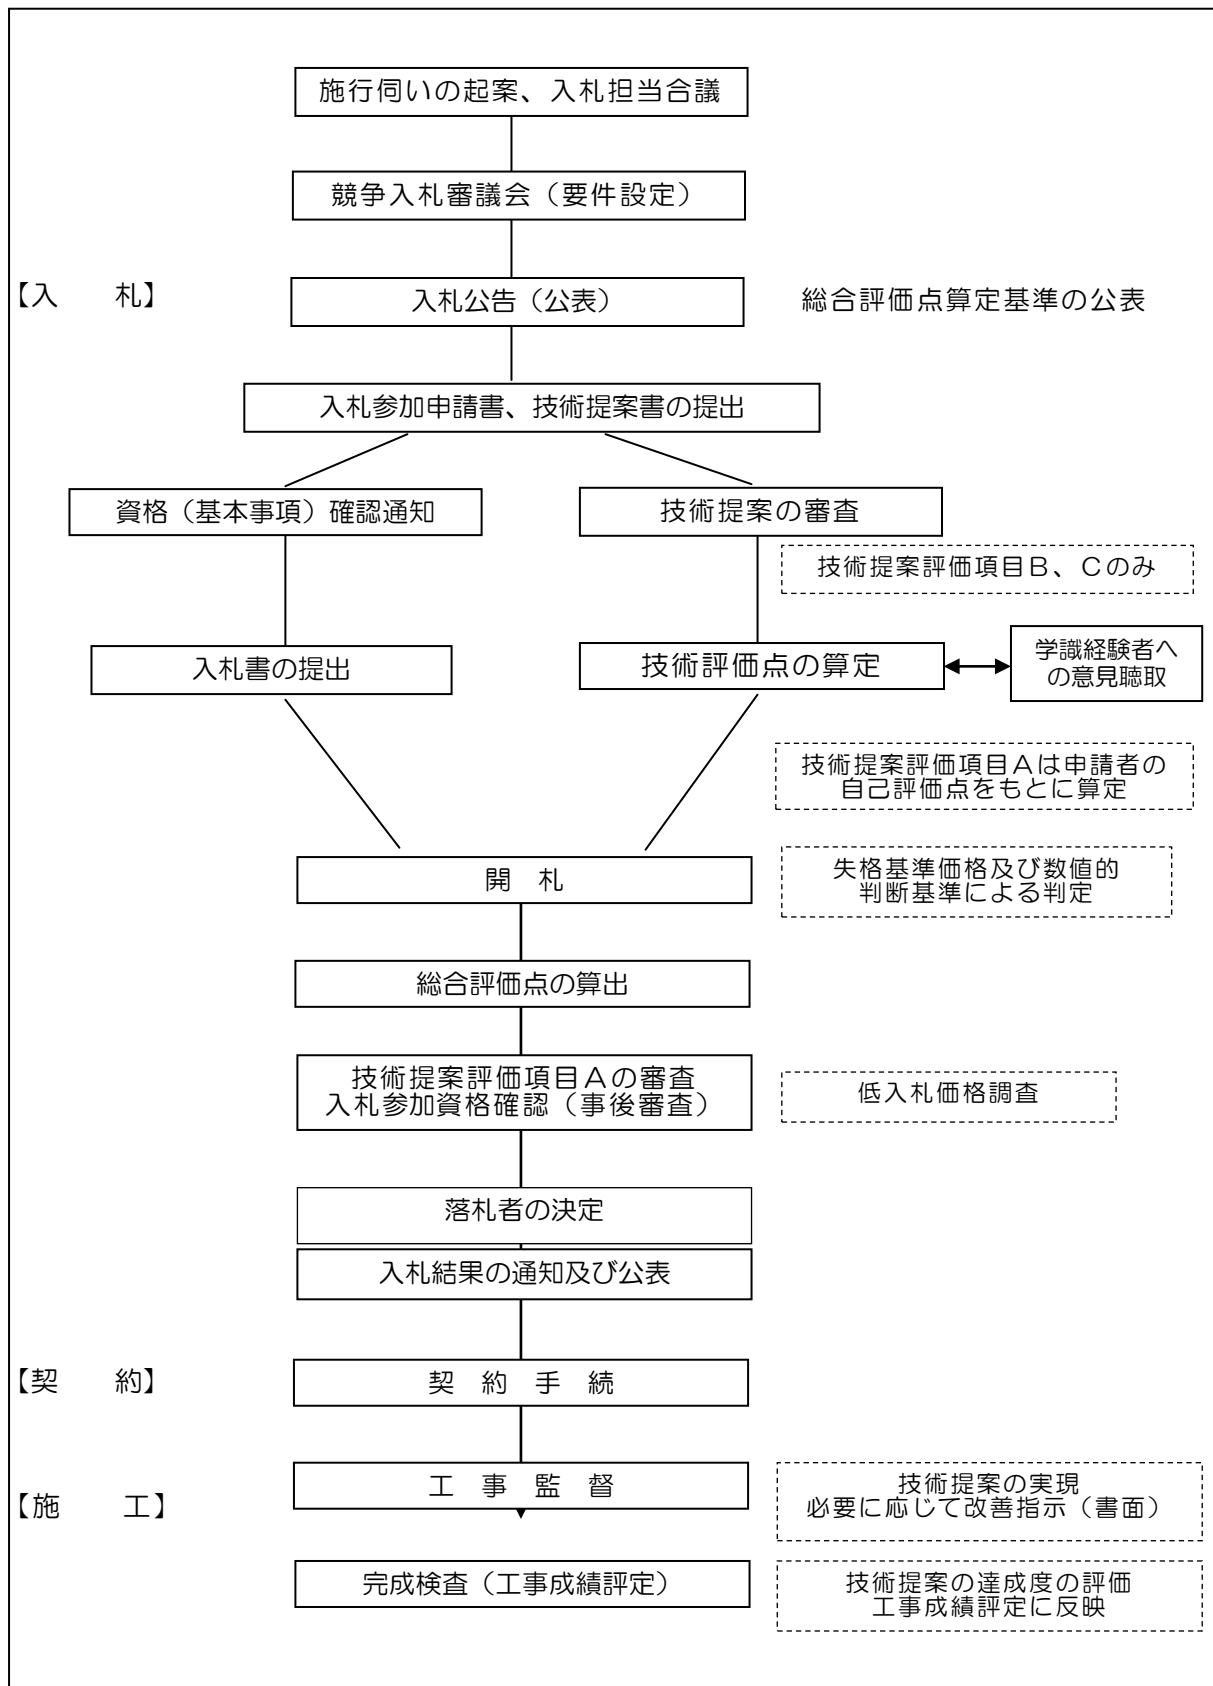 施行伺いの起案、入札担当合議
競争入札審議会（要件設定）
【入　　札】
入札公告（公表）
総合評価点算定基準の公表
入札参加申請書、技術提案書の提出
資格（基本事項）確認通知
技術提案の審査
技術提案評価項目Ｂ、Ｃのみ
入札書の提出
技術評価点の算定
学識経験者へ
の意見聴取
技術提案評価項目Ａは申請者の
自己評価点をもとに算定
開　札
失格基準価格及び数値的
判断基準による判定
総合評価点の算出
技術提案評価項目Ａの審査
入札参加資格確認（事後審査）
低入札価格調査
落札者の決定
入札結果の通知及び公表
【契　　約】
契　約　手　続
【施　　工】
工　事　監　督
技術提案の実現
必要に応じて改善指示（書面）
完成検査（工事成績評定）
技術提案の達成度の評価
工事成績評定に反映